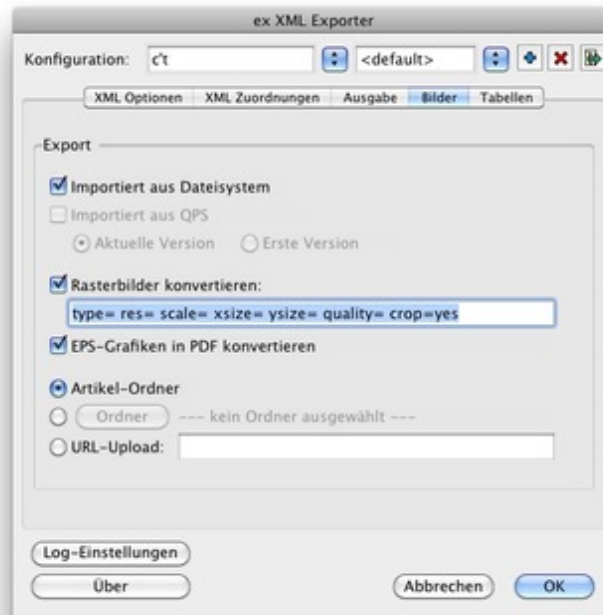 ex XML Exporter
Konfiguration: c't <default>
XML Optionen XML Zuordnungen Ausgabe Bilder Tabellen
Export
Importiert aus Dateisystem
Importiert aus QPS
Aktuelle Version Erste Version
Rasterbilder konvertieren:
type= res= scale= xsize= ysize= quality= crop=yes
EPS-Grafiken in PDF konvertieren
Artikel-Ordner
Ordner --- kein Ordner ausgewählt ---
URL-Upload:
Log-Einstellungen
Über Abbrechen OK